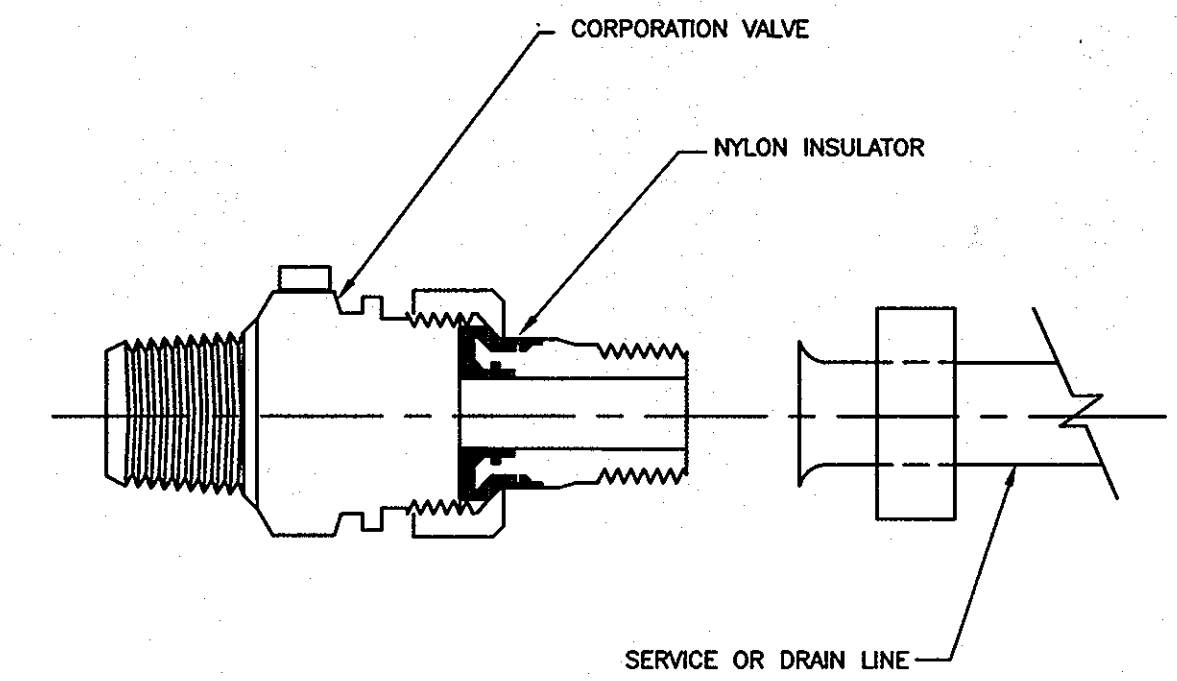 CORPORATION VALVE
NYLON INSULATOR
SERVICE OR DRAIN LINE